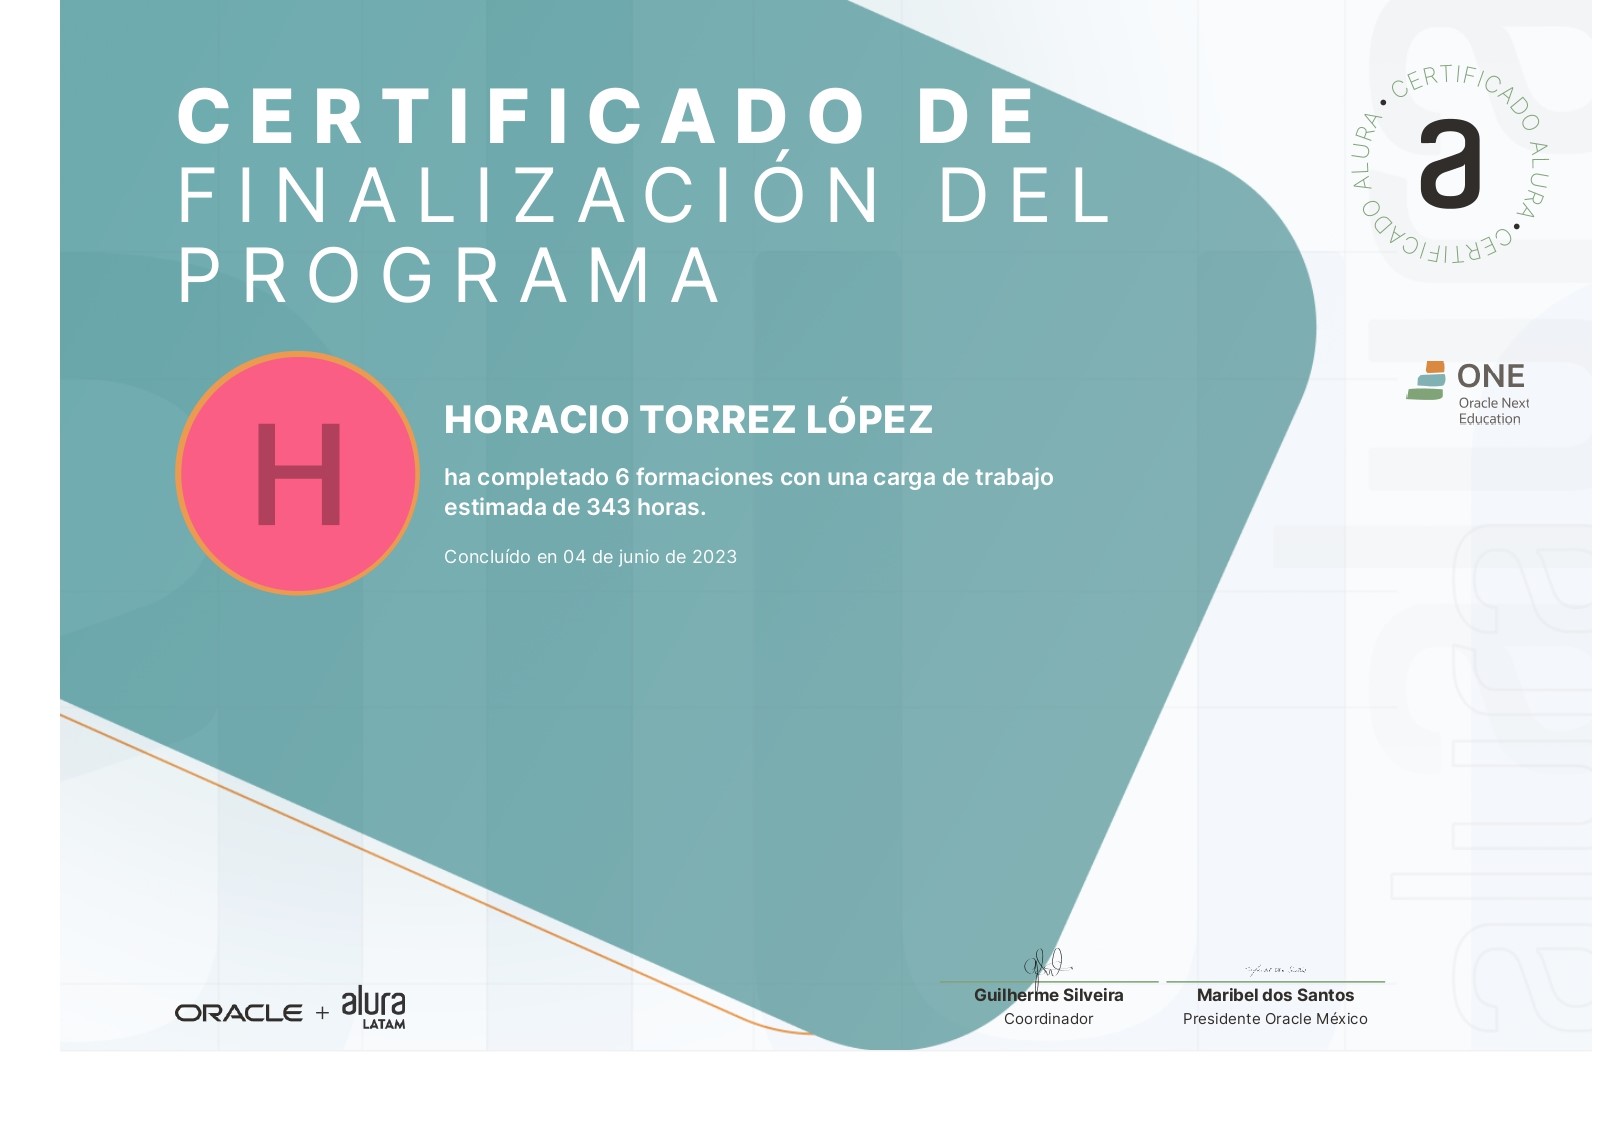 CERTIFICADO DE
FINALIZACIÓN DEL
PROGRAMA
CERTIFICADO ALURA • CERTIFICADO ALURA •
a
ONE
Oracle Next
Education
H
HORACIO TORREZ LÓPEZ
ha completado 6 formaciones con una carga de trabajo
estimada de 343 horas.
Concluído en 04 de junio de 2023
ORACLE + alura
LATAM
Guilherme Silveira
Coordinador
Maribel dos Santos
Presidente Oracle México
alura
alura